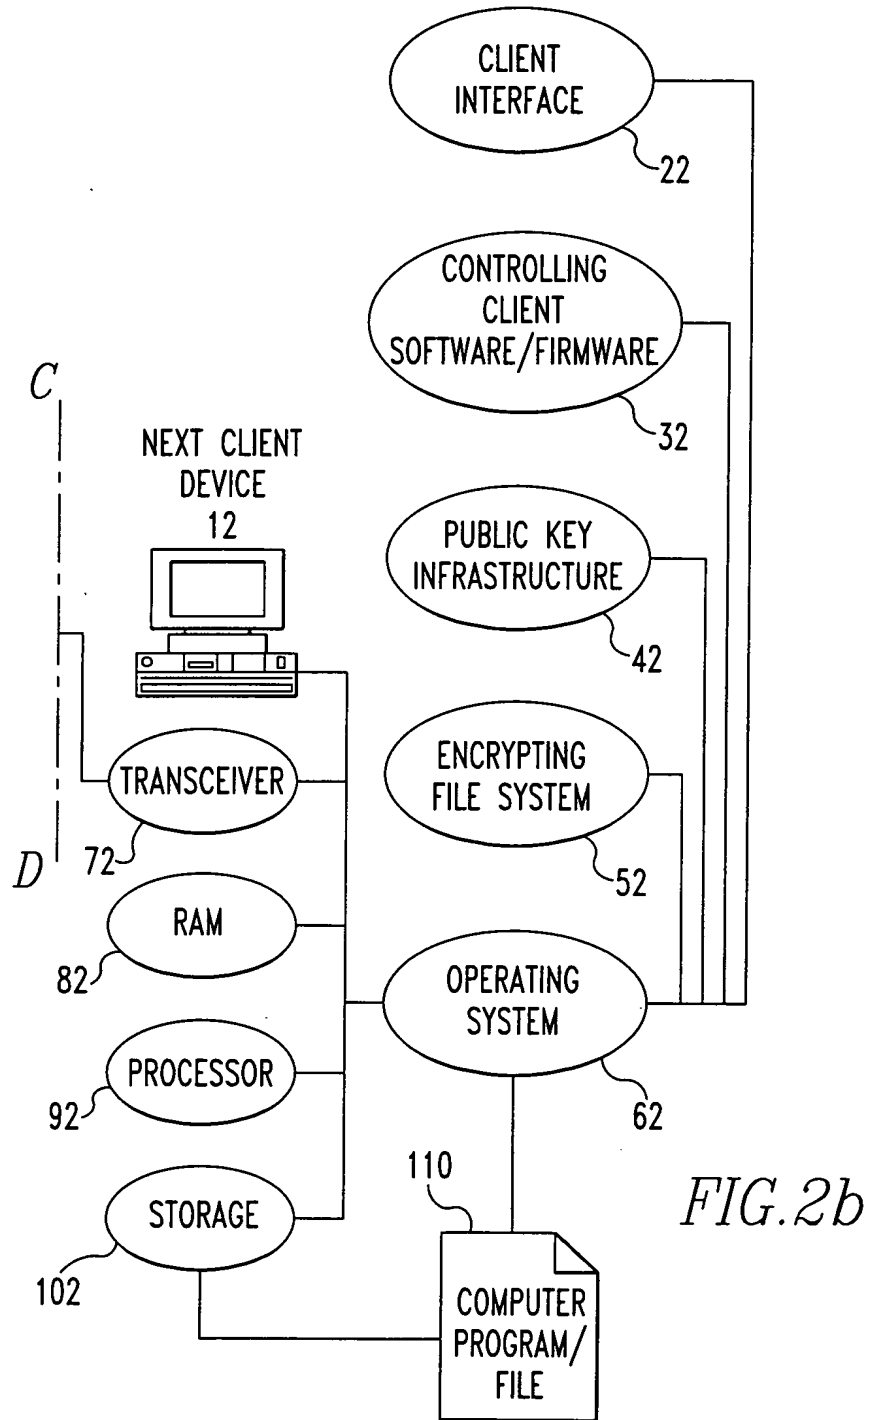 CLIENT
INTERFACE
22
CONTROLLING
CLIENT
SOFTWARE/FIRMWARE
32
C
NEXT CLIENT
DEVICE
12
PUBLIC KEY
INFRASTRUCTURE
42
TRANSCEIVER
72
D
ENCRYPTING
FILE SYSTEM
52
RAM
82
OPERATING
SYSTEM
62
PROCESSOR
92
STORAGE
102
110
COMPUTER
PROGRAM/
FILE
FIG.2b